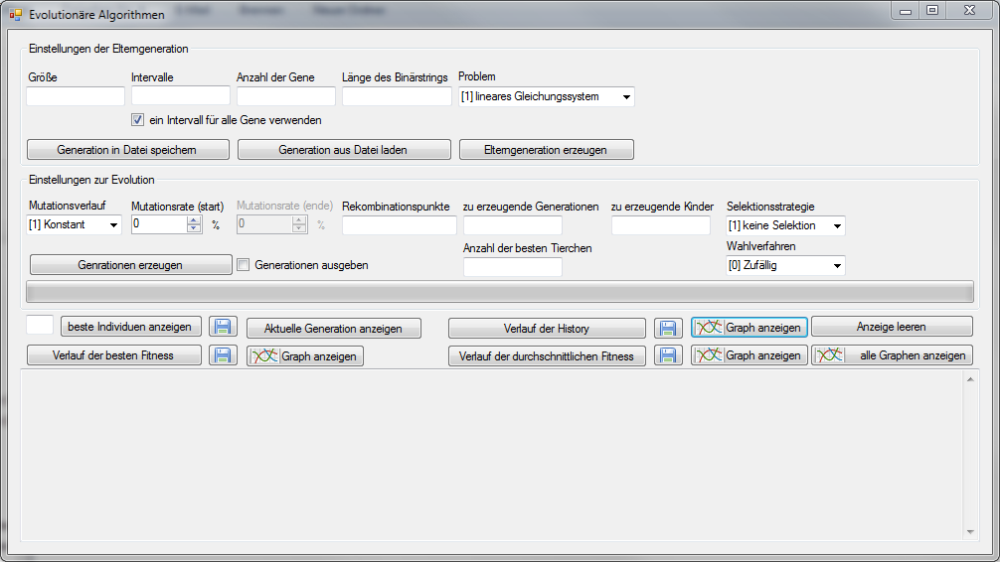 Evolutionäre Algorithmen
Einstellungen der Elterngeneration
Größe Intervalle Anzahl der Gene Länge des Binärstrings Problem
[1] lineares Gleichungssystem
ein Intervall für alle Gene verwenden
Generation in Datei speichern Generation aus Datei laden Elterngeneration erzeugen
Einstellungen zur Evolution
Mutationsverlauf Mutationsrate (start) Mutationsrate (ende) Rekombinationspunkte zu erzeugende Generationen zu erzeugende Kinder Selektionsstrategie
[1] Konstant 0 % 0 % [1] keine Selektion
Anzahl der besten Tierchen Wahlverfahren
Genrationen erzeugen Generationen ausgeben [0] Zufällig
beste Individuen anzeigen Aktuelle Generation anzeigen Verlauf der History Graph anzeigen Anzeige leeren
Verlauf der besten Fitness Graph anzeigen Verlauf der durchschnittlichen Fitness Graph anzeigen alle Graphen anzeigen